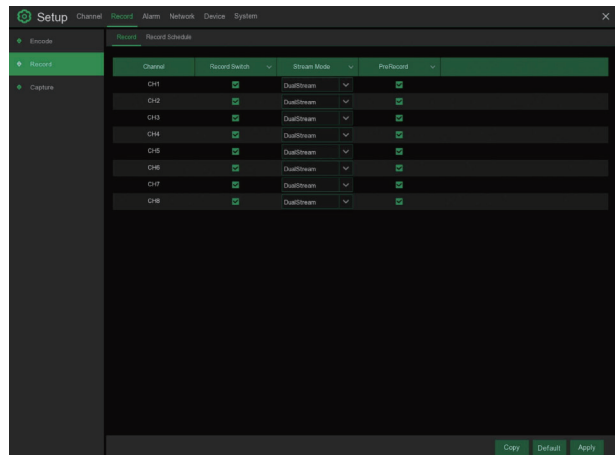 Setup Channel Record Alarm Network Device System
Encode
Record
Capture
Record Record Schedule
Channel Record Switch Stream Mode PreRecord
CH1 DualStream
CH2 DualStream
CH3 DualStream
CH4 DualStream
CH5 DualStream
CH6 DualStream
CH7 DualStream
CH8 DualStream
Copy Default Apply